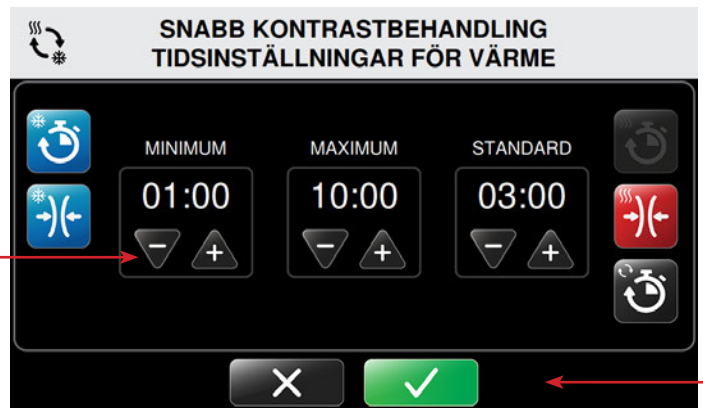 SNABB KONTRASTBEHANDLING
TIDSINSTÄLLNINGAR FÖR VÄRME
MINIMUM MAXIMUM STANDARD
01:00 10:00 03:00
− + − + − +